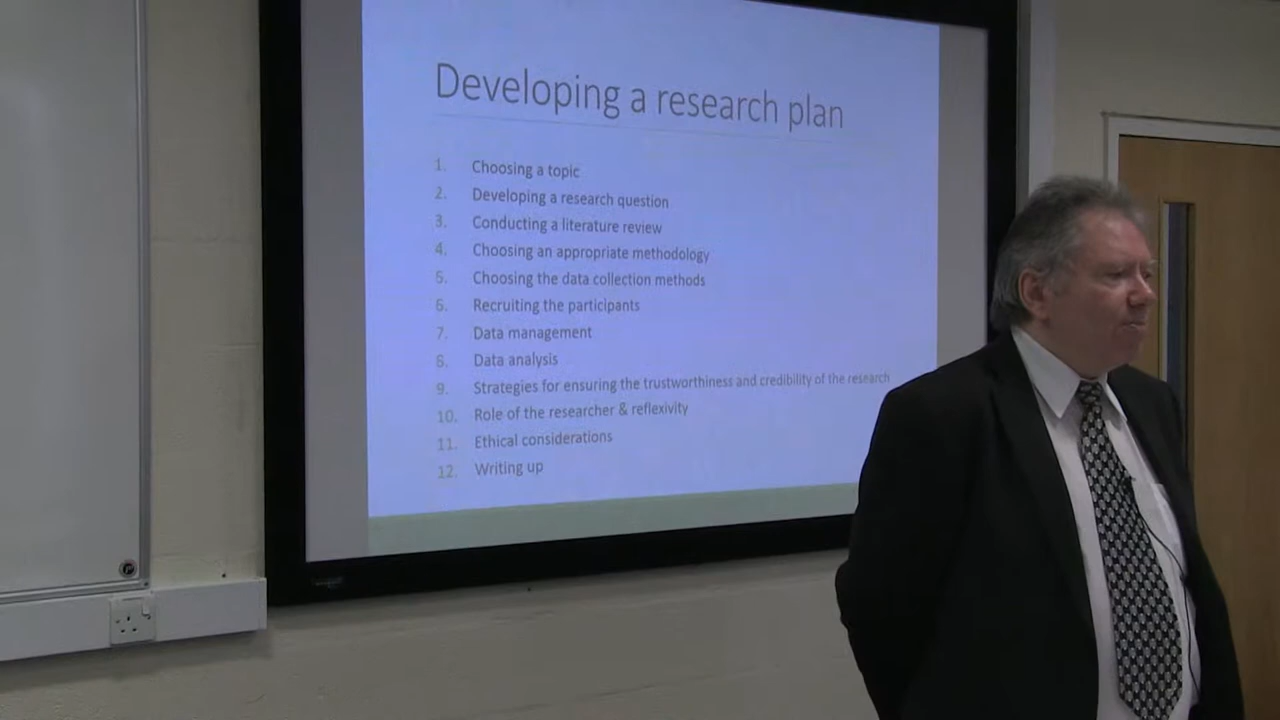 Developing a research plan
1. Choosing a topic
2. Developing a research question
3. Conducting a literature review
4. Choosing an appropriate methodology
5. Choosing the data collection methods
6. Recruiting the participants
7. Data management
8. Data analysis
9. Strategies for ensuring the trustworthiness and credibility of the research
10. Role of the researcher & reflexivity
11. Ethical considerations
12. Writing up